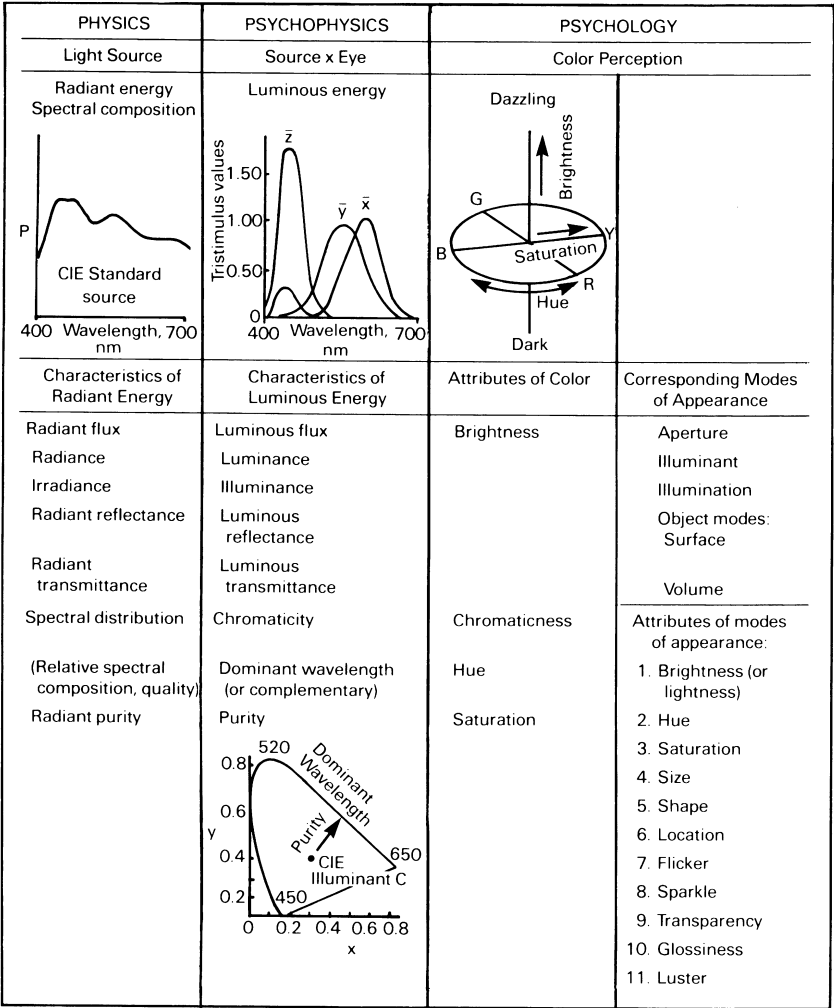 PHYSICS
PSYCHOPHYSICS
PSYCHOLOGY
Light Source
Source x Eye
Color Perception
Radiant energy
Spectral composition
P
CIE Standard
source
400 Wavelength, 700
nm
Luminous energy
Tristimulus values
z̄
ȳ
x̄
1.50
1.00
0.50
0
400 Wavelength, 700
nm
Dazzling
Brightness
G
Y
B
Saturation
R
Hue
Dark
Characteristics of
Radiant Energy
Radiant flux
Radiance
Irradiance
Radiant reflectance
Radiant
transmittance
Spectral distribution
(Relative spectral
composition, quality)
Radiant purity
Characteristics of
Luminous Energy
Luminous flux
Luminance
Illuminance
Luminous
reflectance
Luminous
transmittance
Chromaticity
Dominant wavelength
(or complementary)
Purity
520
Dominant
Wavelength
0.8
0.6
y
0.4
0.2
Purity
CIE
Illuminant C
650
450
0 0.2 0.4 0.6 0.8
x
Attributes of Color
Brightness
Chromaticness
Hue
Saturation
Corresponding Modes
of Appearance
Aperture
Illuminant
Illumination
Object modes:
Surface
Volume
Attributes of modes
of appearance:
1. Brightness (or
lightness)
2. Hue
3. Saturation
4. Size
5. Shape
6. Location
7. Flicker
8. Sparkle
9. Transparency
10. Glossiness
11. Luster